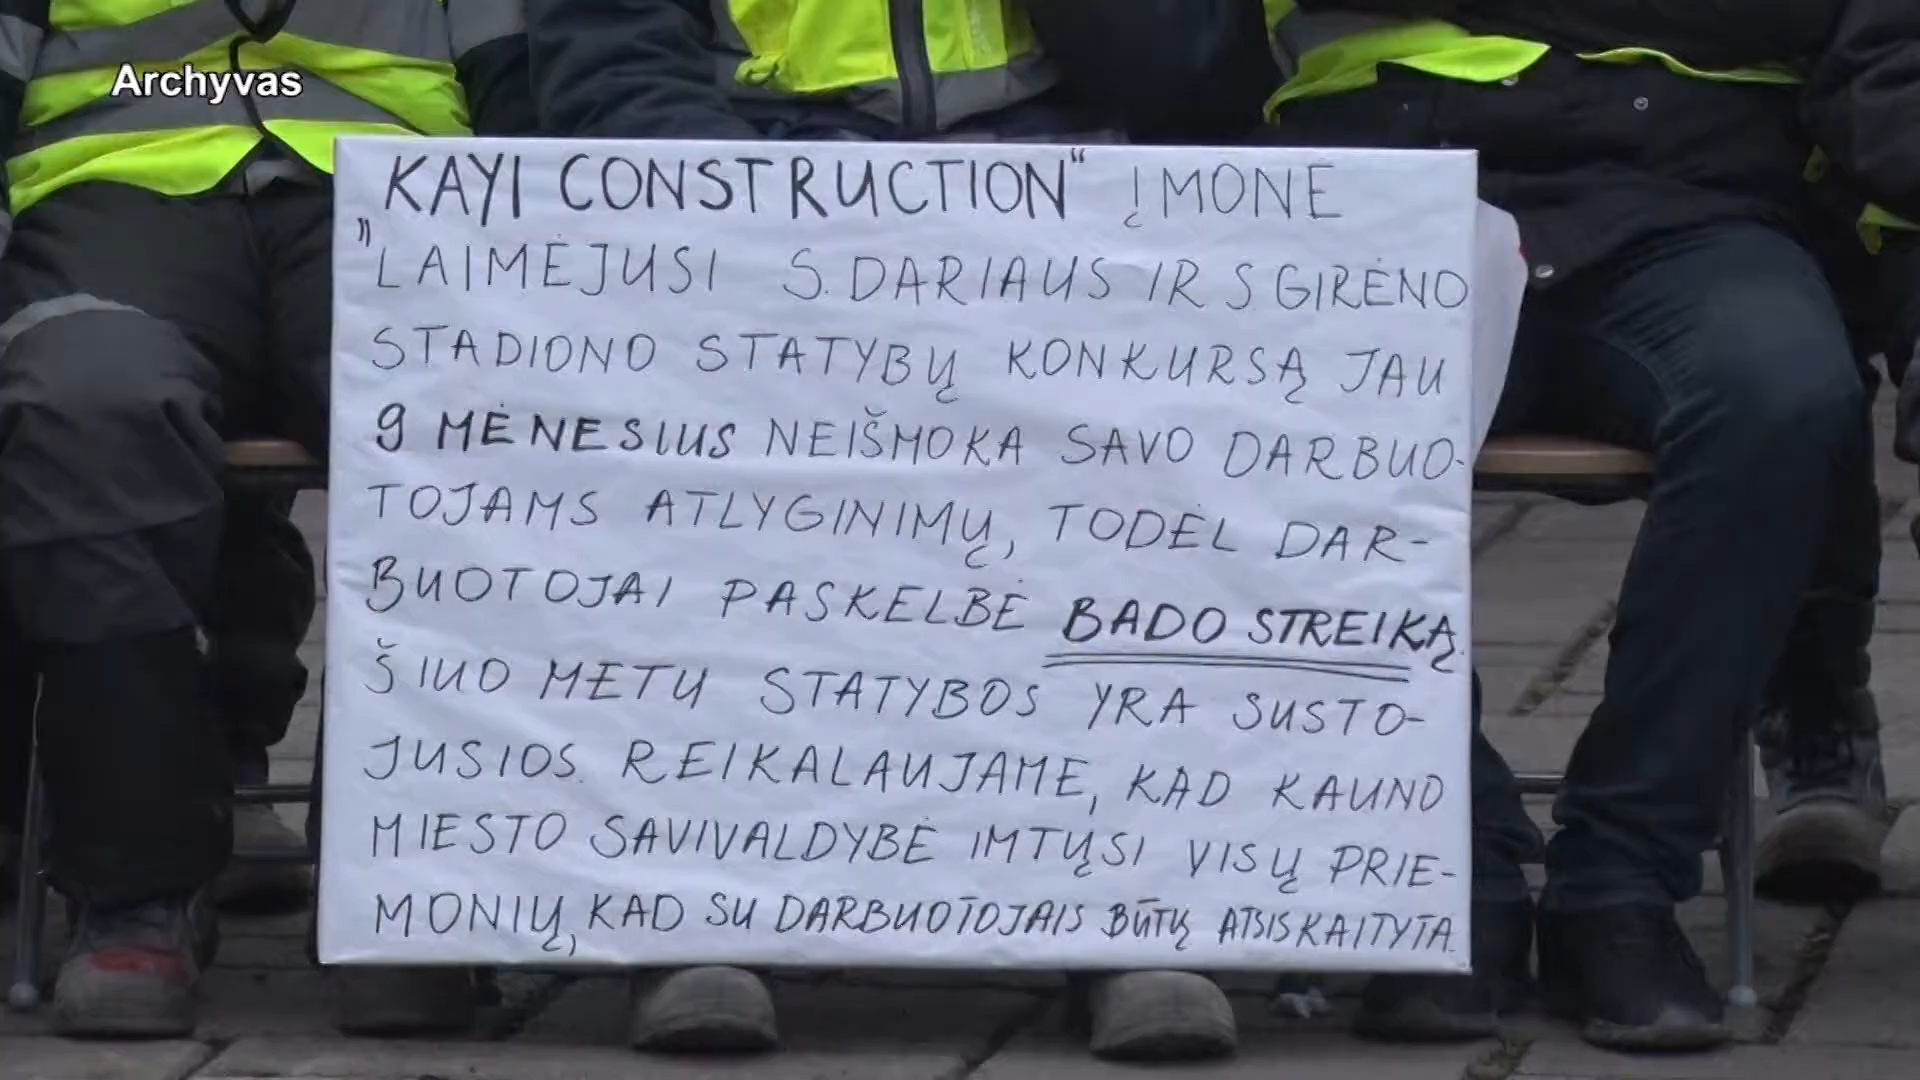 Archyvas
KAYI CONSTRUCTION“ ĮMONĖ
„LAIMĖJUSI S. DARIAUS IR S GIRĖNO
STADIONO STATYBŲ KONKURSĄ JAU
9 MĖNESIUS NEIŠMOKA SAVO DARBUO-
TOJAMS ATLYGINIMŲ, TODĖL DAR-
BUOTOJAI PASKELBĖ BADO STREIKĄ.
ŠIUO METU STATYBOS YRA SUSTO-
JUSIOS. REIKALAUJAME, KAD KAUNO
MIESTO SAVIVALDYBĖ IMTŲSI VISŲ PRIE-
MONIŲ, KAD SU DARBUOTOJAIS BŪTŲ ATSISKAITYTA.